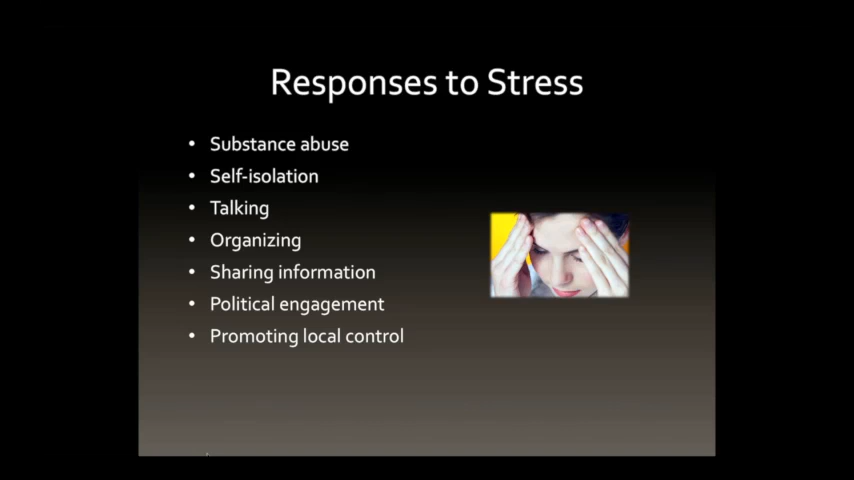 Responses to Stress
• Substance abuse
• Self-isolation
• Talking
• Organizing
• Sharing information
• Political engagement
• Promoting local control